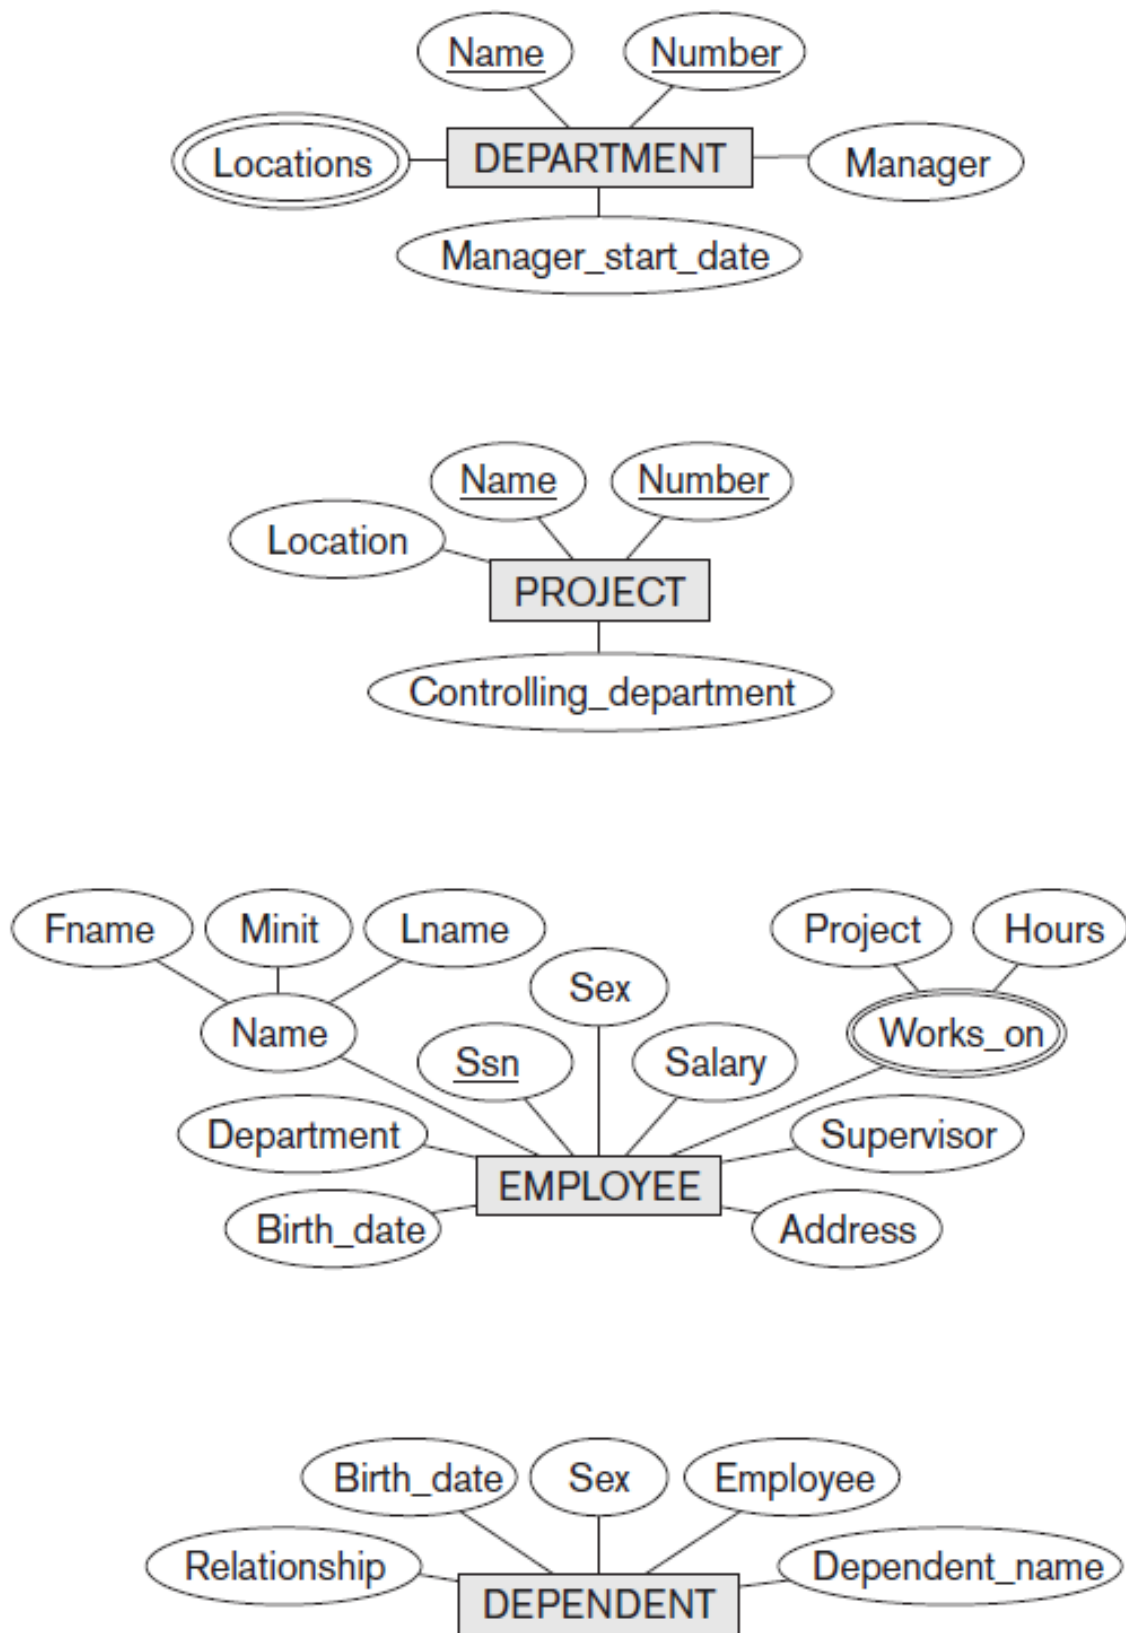 Name Number
Locations DEPARTMENT Manager
Manager_start_date
Name Number
Location
PROJECT
Controlling_department
Fname Minit Lname Project Hours
Sex
Name Works_on
Ssn Salary
Department Supervisor
EMPLOYEE
Birth_date Address
Birth_date Sex Employee
Relationship Dependent_name
DEPENDENT